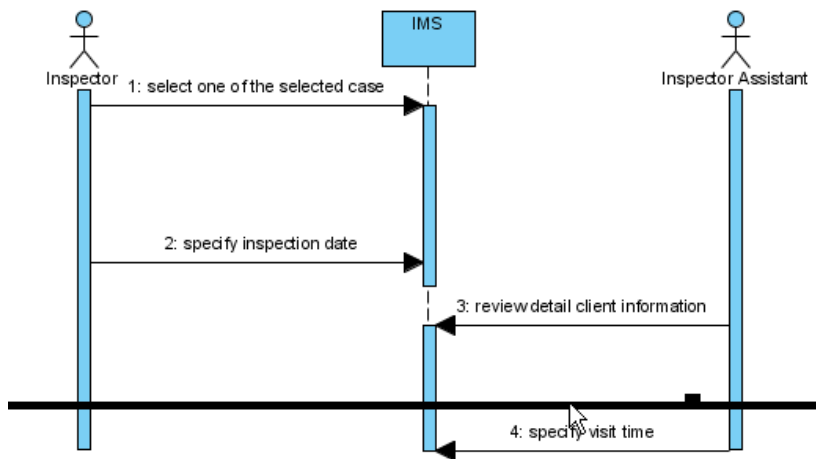 IMS
Inspector
Inspector Assistant
1: select one of the selected case
2: specify inspection date
3: review detail client information
4: specify visit time